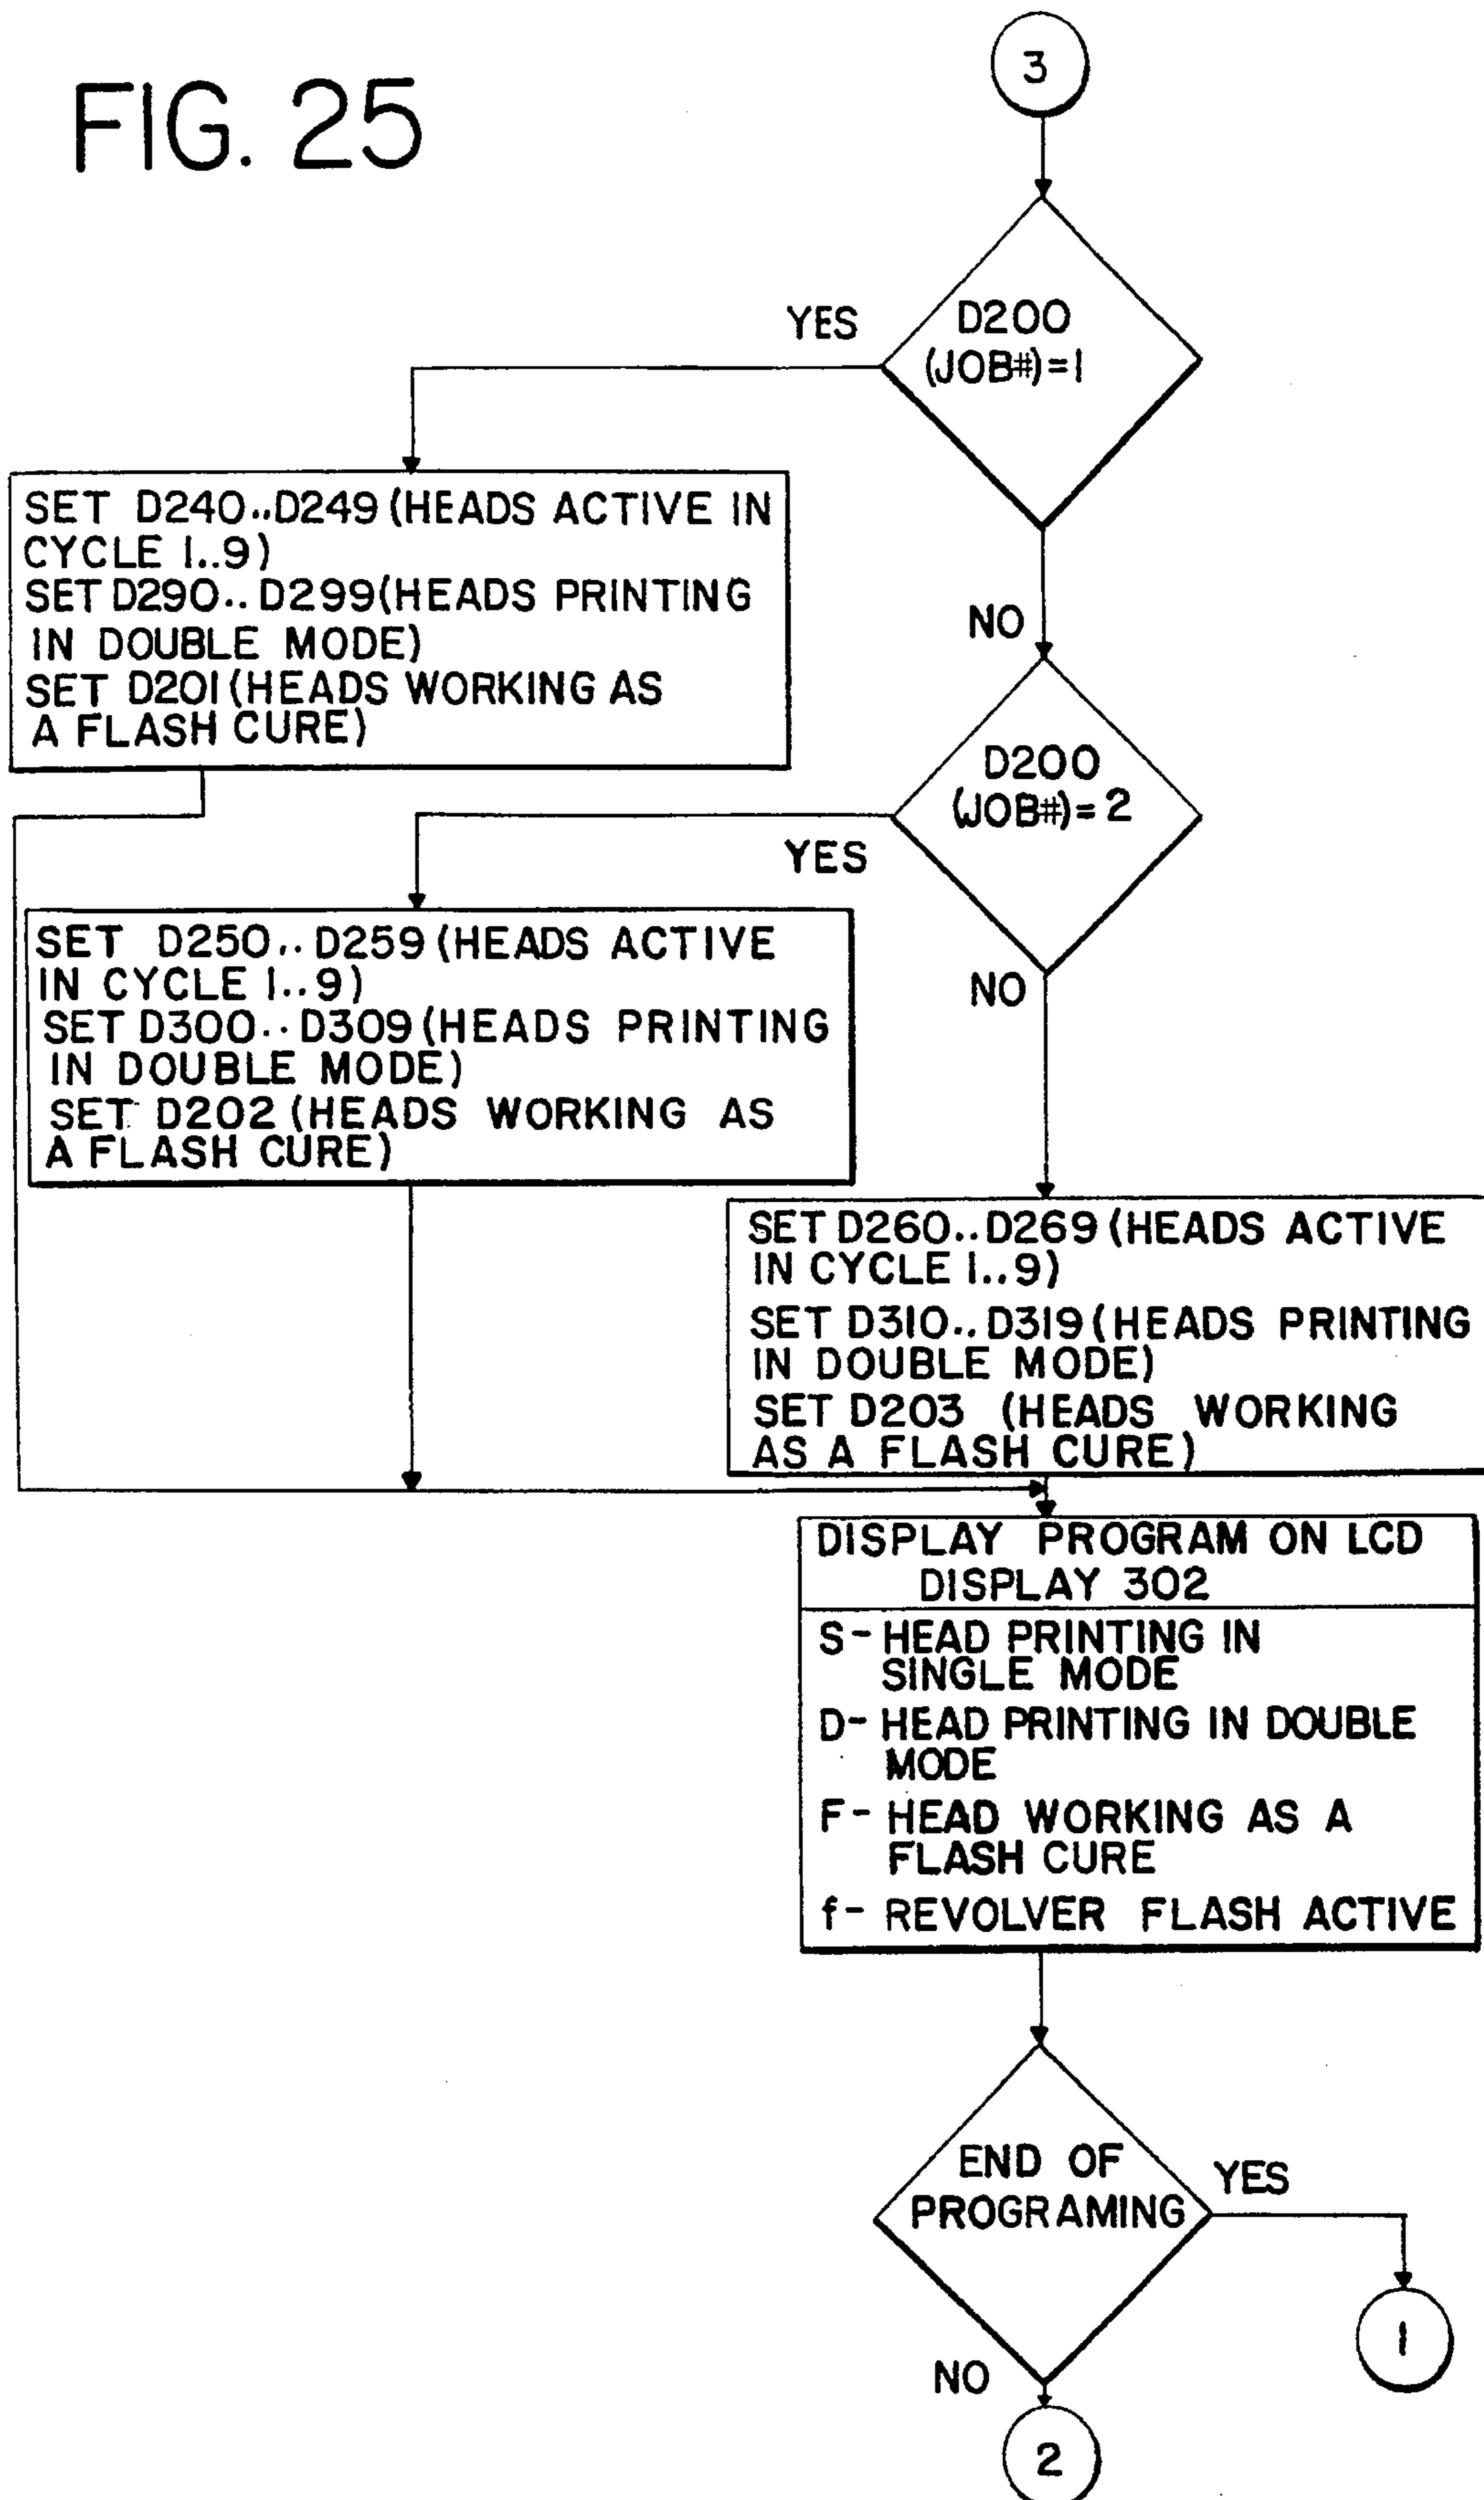 FIG. 25
3
D200
(JOB#)=1
YES
SET D240..D249 (HEADS ACTIVE IN
CYCLE 1..9)
SET D290..D299 (HEADS PRINTING
IN DOUBLE MODE)
SET D201 (HEADS WORKING AS
A FLASH CURE)
NO
D200
(JOB#)=2
YES
SET D250..D259 (HEADS ACTIVE
IN CYCLE 1..9)
SET D300..D309 (HEADS PRINTING
IN DOUBLE MODE)
SET D202 (HEADS WORKING AS
A FLASH CURE)
NO
SET D260..D269 (HEADS ACTIVE
IN CYCLE 1..9)
SET D310..D319 (HEADS PRINTING
IN DOUBLE MODE)
SET D203 (HEADS WORKING
AS A FLASH CURE)
DISPLAY PROGRAM ON LCD
DISPLAY 302
S- HEAD PRINTING IN
SINGLE MODE
D- HEAD PRINTING IN DOUBLE
MODE
F- HEAD WORKING AS A
FLASH CURE
f- REVOLVER FLASH ACTIVE
END OF
PROGRAMING
YES
1
NO
2